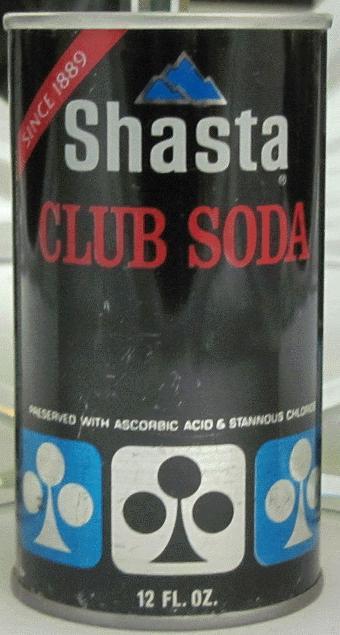 SINCE 1889
Shasta®
CLUB SODA
PRESERVED WITH ASCORBIC ACID & STANNOUS CHLORIDE
12 FL. OZ.